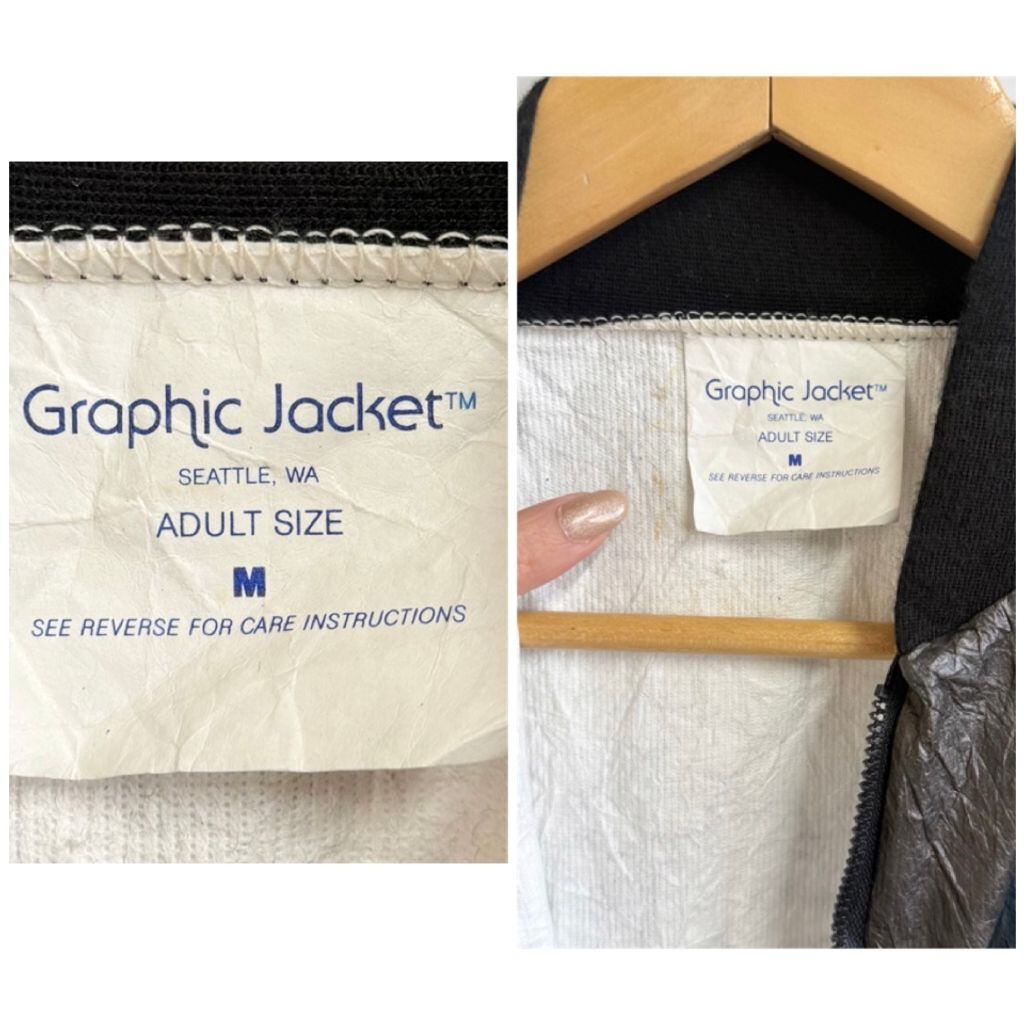 Graphic Jacket™
SEATTLE, WA
ADULT SIZE
M
SEE REVERSE FOR CARE INSTRUCTIONS
Graphic Jacket™
SEATTLE, WA
ADULT SIZE
M
SEE REVERSE FOR CARE INSTRUCTIONS